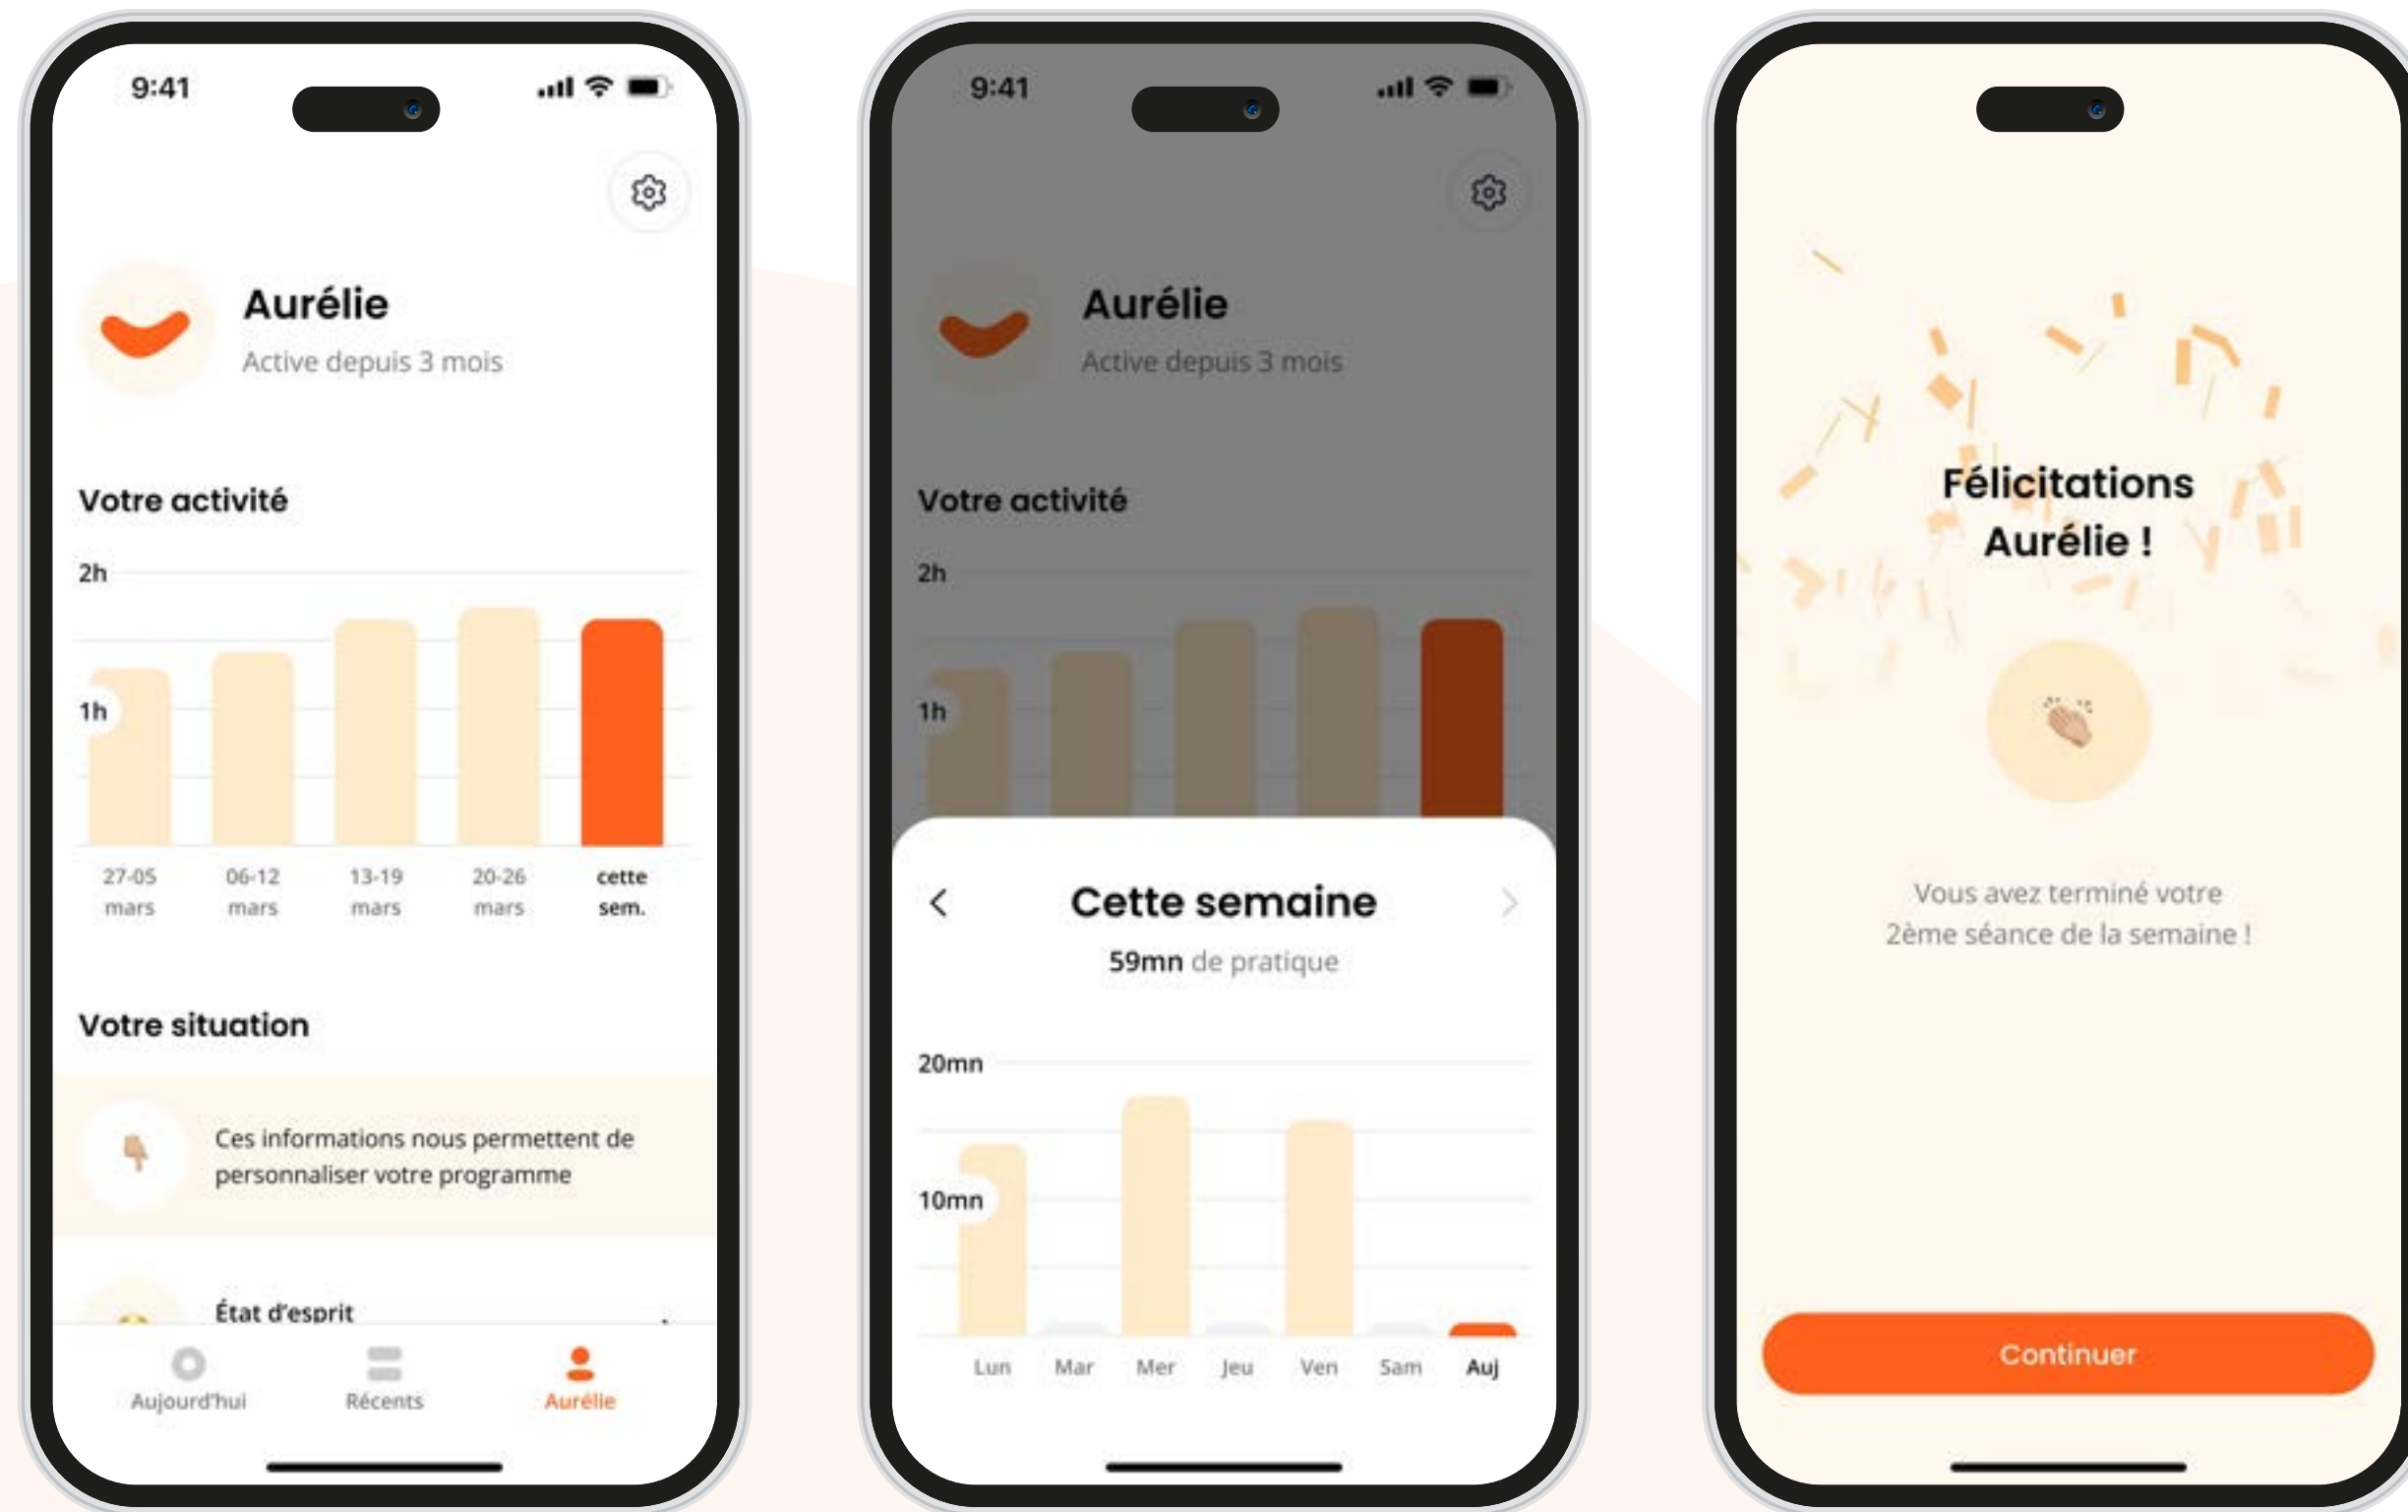 9:41
Aurélie
Active depuis 3 mois
Votre activité
2h
1h
27-05 mars
06-12 mars
13-19 mars
20-26 mars
cette sem.
Votre situation
Ces informations nous permettent de
personnaliser votre programme
État d'esprit
Aujourd'hui
Récents
Aurélie
9:41
Aurélie
Active depuis 3 mois
Votre activité
2h
1h
Cette semaine
59mn de pratique
20mn
10mn
Lun Mar Mer Jeu Ven Sam Auj
Félicitations
Aurélie !
Vous avez terminé votre
2ème séance de la semaine !
Continuer